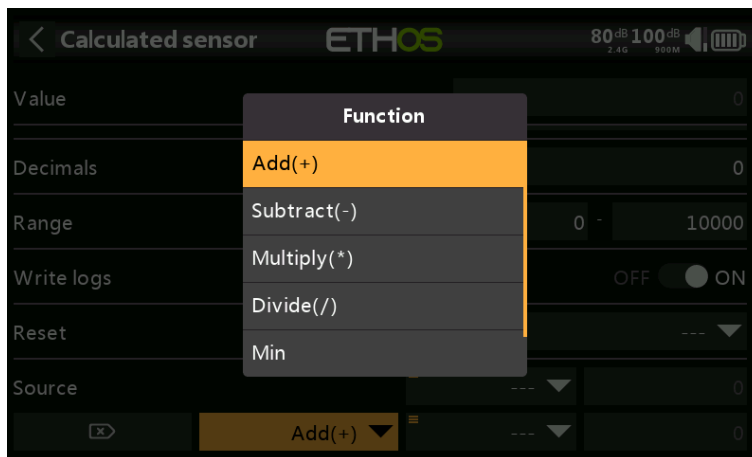 Calculated sensor ETHOS 80dB 2.4G 100dB 900M
Value 0
Function
Decimals 0
Add(+)
Subtract(-)
Range 0 - 10000
Multiply(*)
Write logs OFF ON
Divide(/)
Reset ---
Min
Source --- 0
Add(+) --- 0